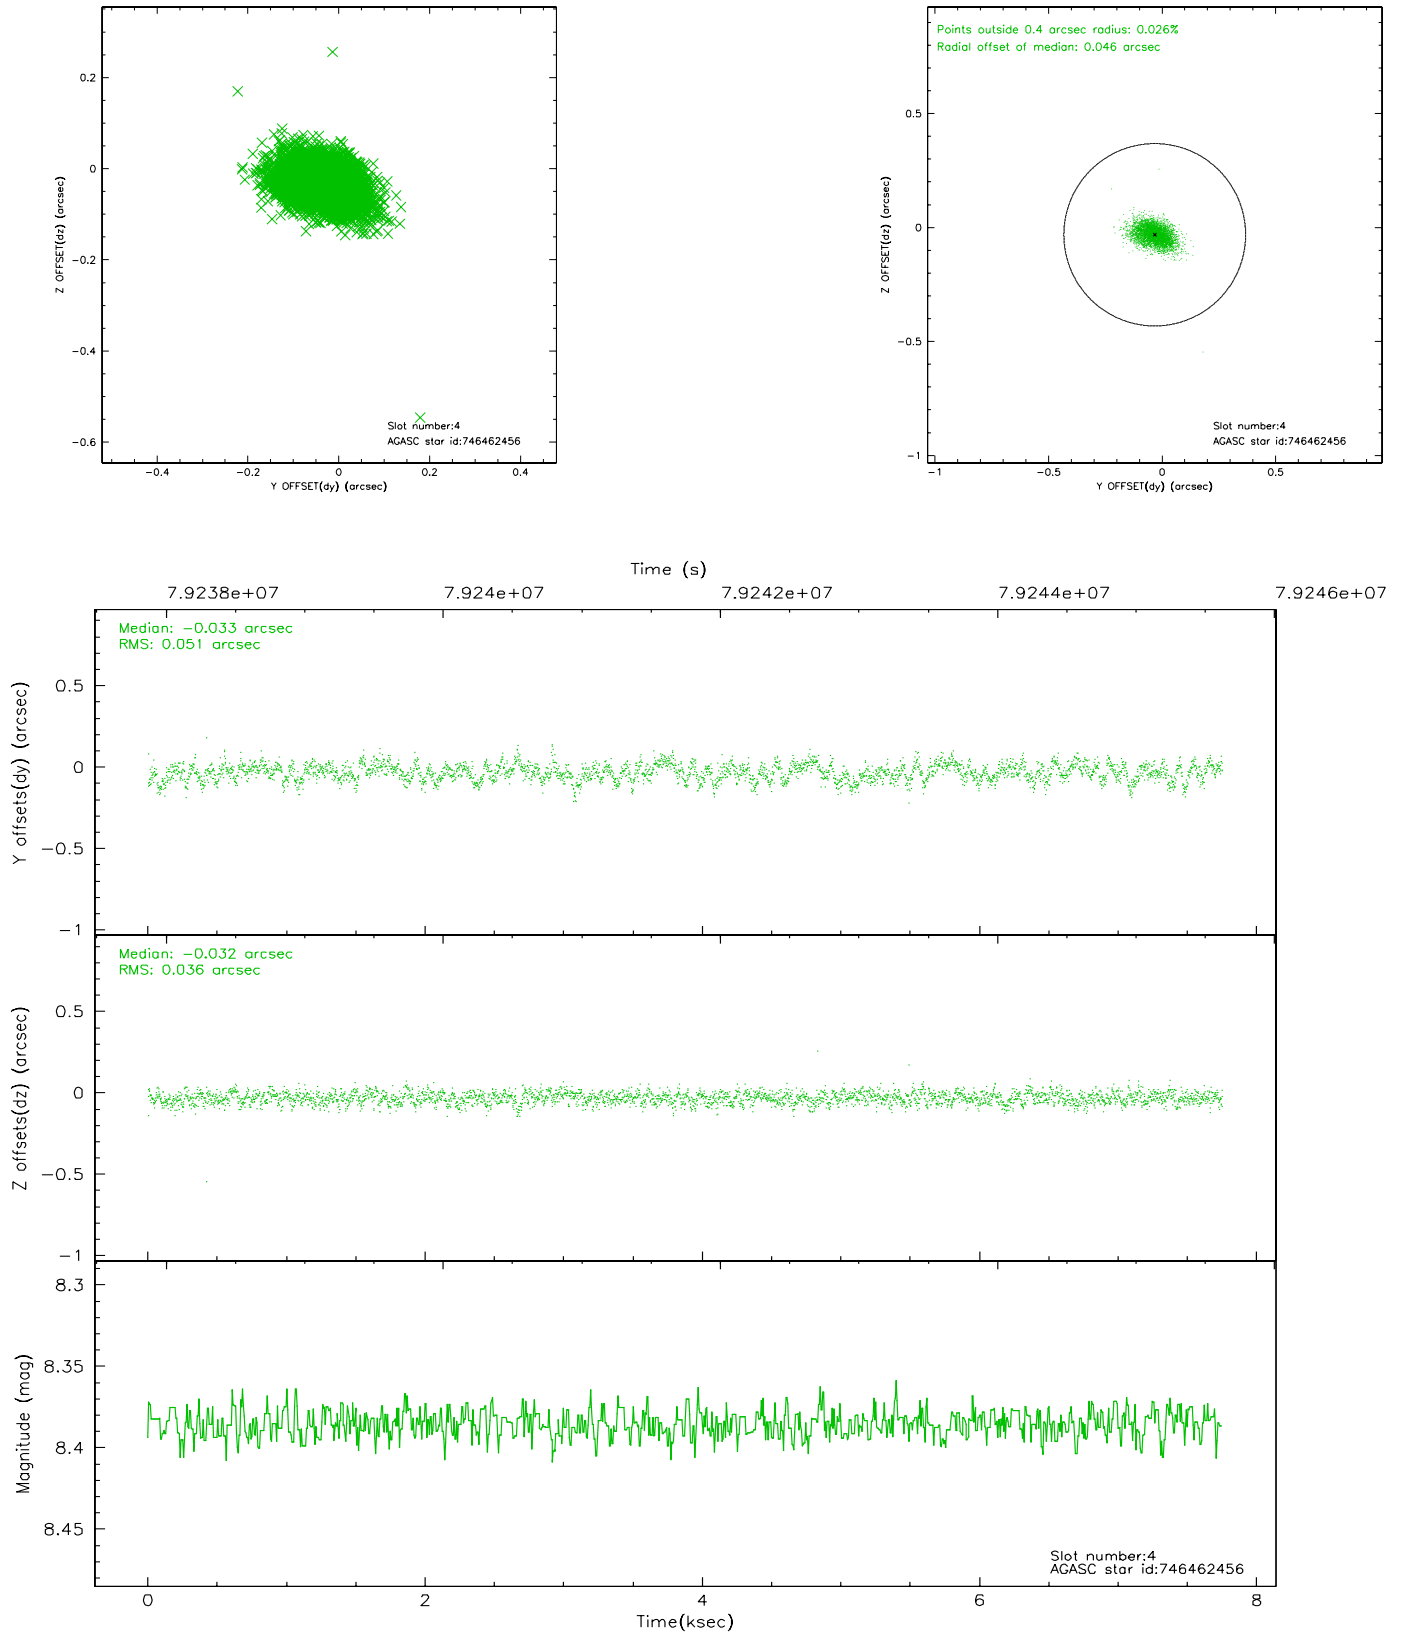 0.2
0
−0.2
−0.4
−0.6
Z OFFSET(dz) (arcsec)
−0.4 −0.2 0 0.2 0.4
Y OFFSET(dy) (arcsec)
Slot number:4
AGASC star id:746462456
Points outside 0.4 arcsec radius: 0.026%
Radial offset of median: 0.046 arcsec
0.5
0
−0.5
−1
Z OFFSET(dz) (arcsec)
−1 −0.5 0 0.5
Y OFFSET(dy) (arcsec)
Slot number:4
AGASC star id:746462456
Time (s)
7.9238e+07 7.924e+07 7.9242e+07 7.9244e+07 7.9246e+07
Median: −0.033 arcsec
RMS: 0.051 arcsec
0.5
0
−0.5
−1
Y offsets(dy) (arcsec)
Median: −0.032 arcsec
RMS: 0.036 arcsec
0.5
0
−0.5
−1
Z offsets(dz) (arcsec)
8.3
8.35
8.4
8.45
Magnitude (mag)
Slot number:4
AGASC star id:746462456
0 2 4 6 8
Time(ksec)